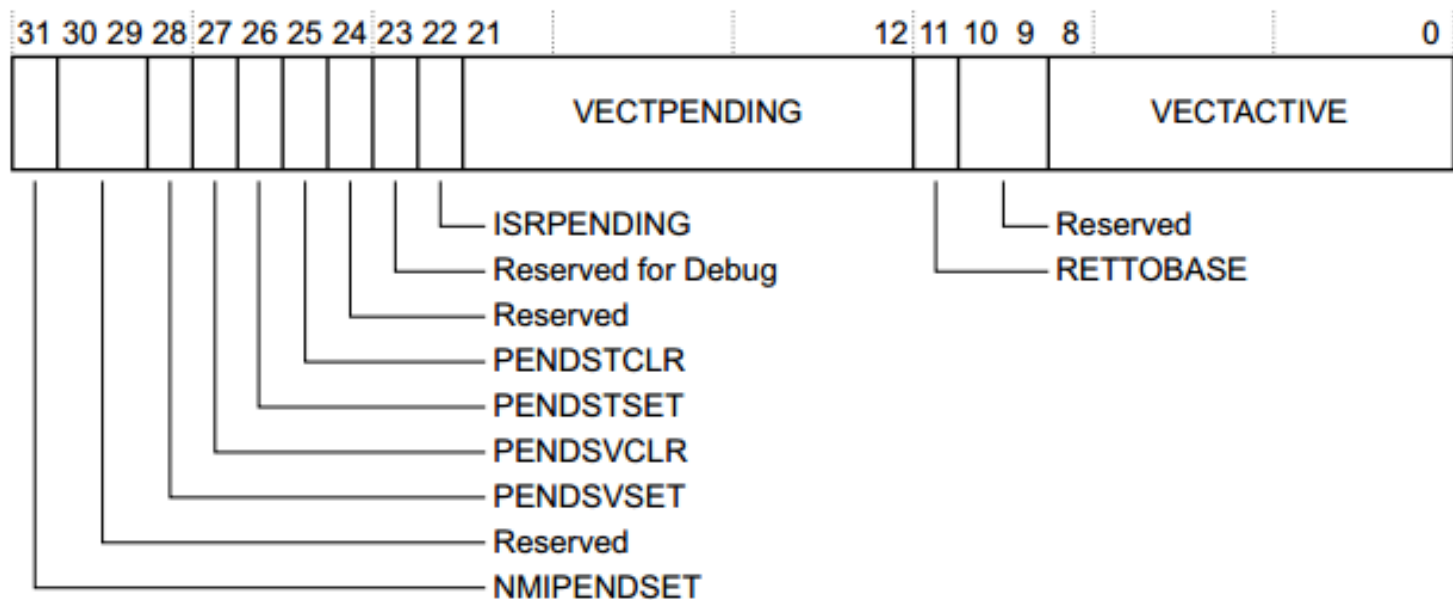 31 30 29 28 27 26 25 24 23 22 21 12 11 10 9 8 0
VECTPENDING VECTACTIVE
ISRPENDING Reserved
Reserved for Debug RETTOBASE
Reserved
PENDSTCLR
PENDSTSET
PENDSVCLR
PENDSVSET
Reserved
NMIPENDSET